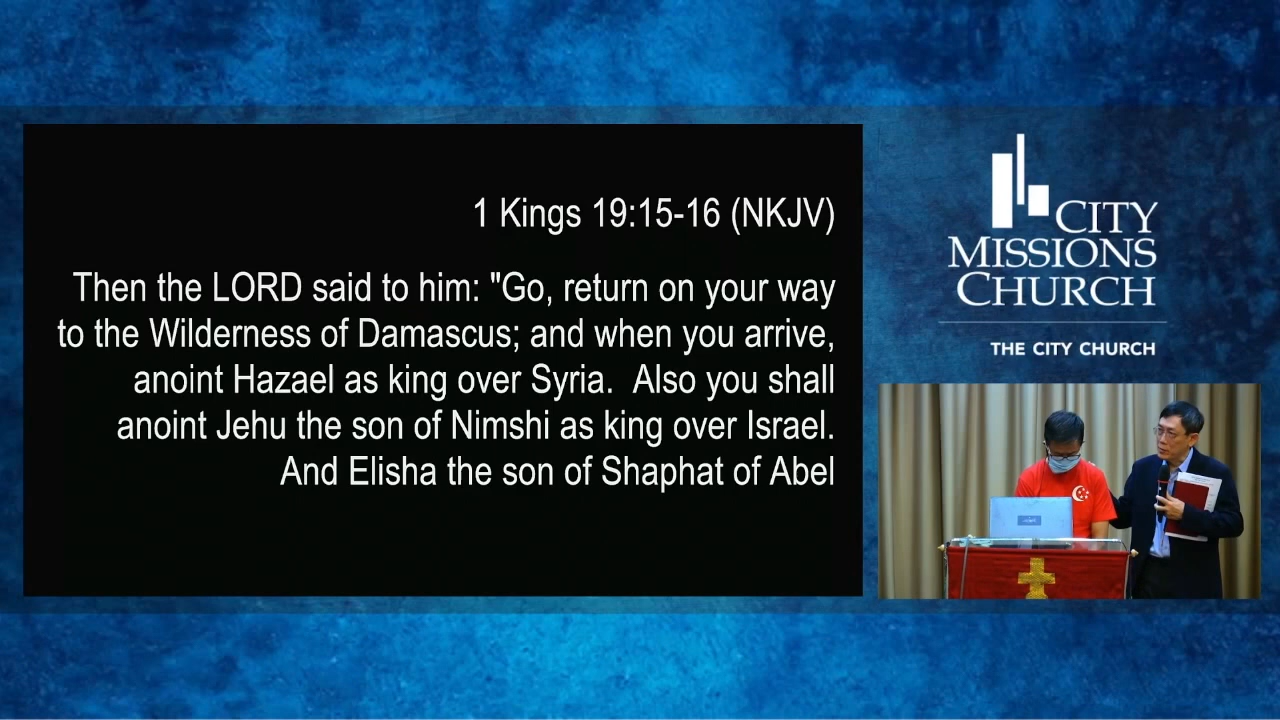 1 Kings 19:15-16 (NKJV)
Then the LORD said to him: "Go, return on your way
to the Wilderness of Damascus; and when you arrive,
anoint Hazael as king over Syria.  Also you shall
anoint Jehu the son of Nimshi as king over Israel.
And Elisha the son of Shaphat of Abel
CITY
MISSIONS
CHURCH
THE CITY CHURCH